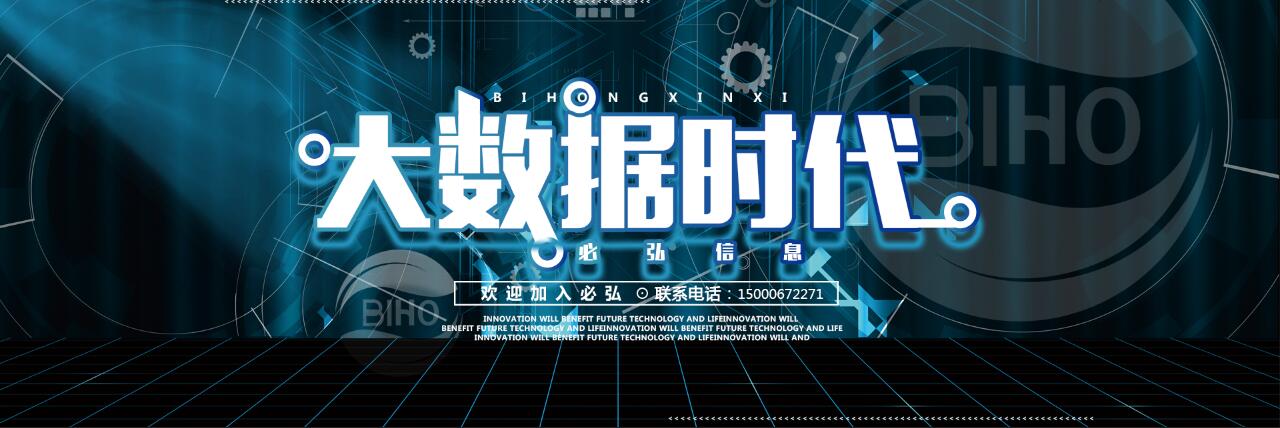 BIHONGXINXI
BIHO
大数据时代
必弘信息
欢迎加入必弘 ⊙ 联系电话：15000672271
BIHO
INNOVATION WILL BENEFIT FUTURE TECHNOLOGY AND LIFEINNOVATION WILL
BENEFIT FUTURE TECHNOLOGY AND LIFEINNOVATION WILL BENEFIT FUTURE TECHNOLOGY AND LIFE
INNOVATION WILL BENEFIT FUTURE TECHNOLOGY AND LIFEINNOVATION WILL AND